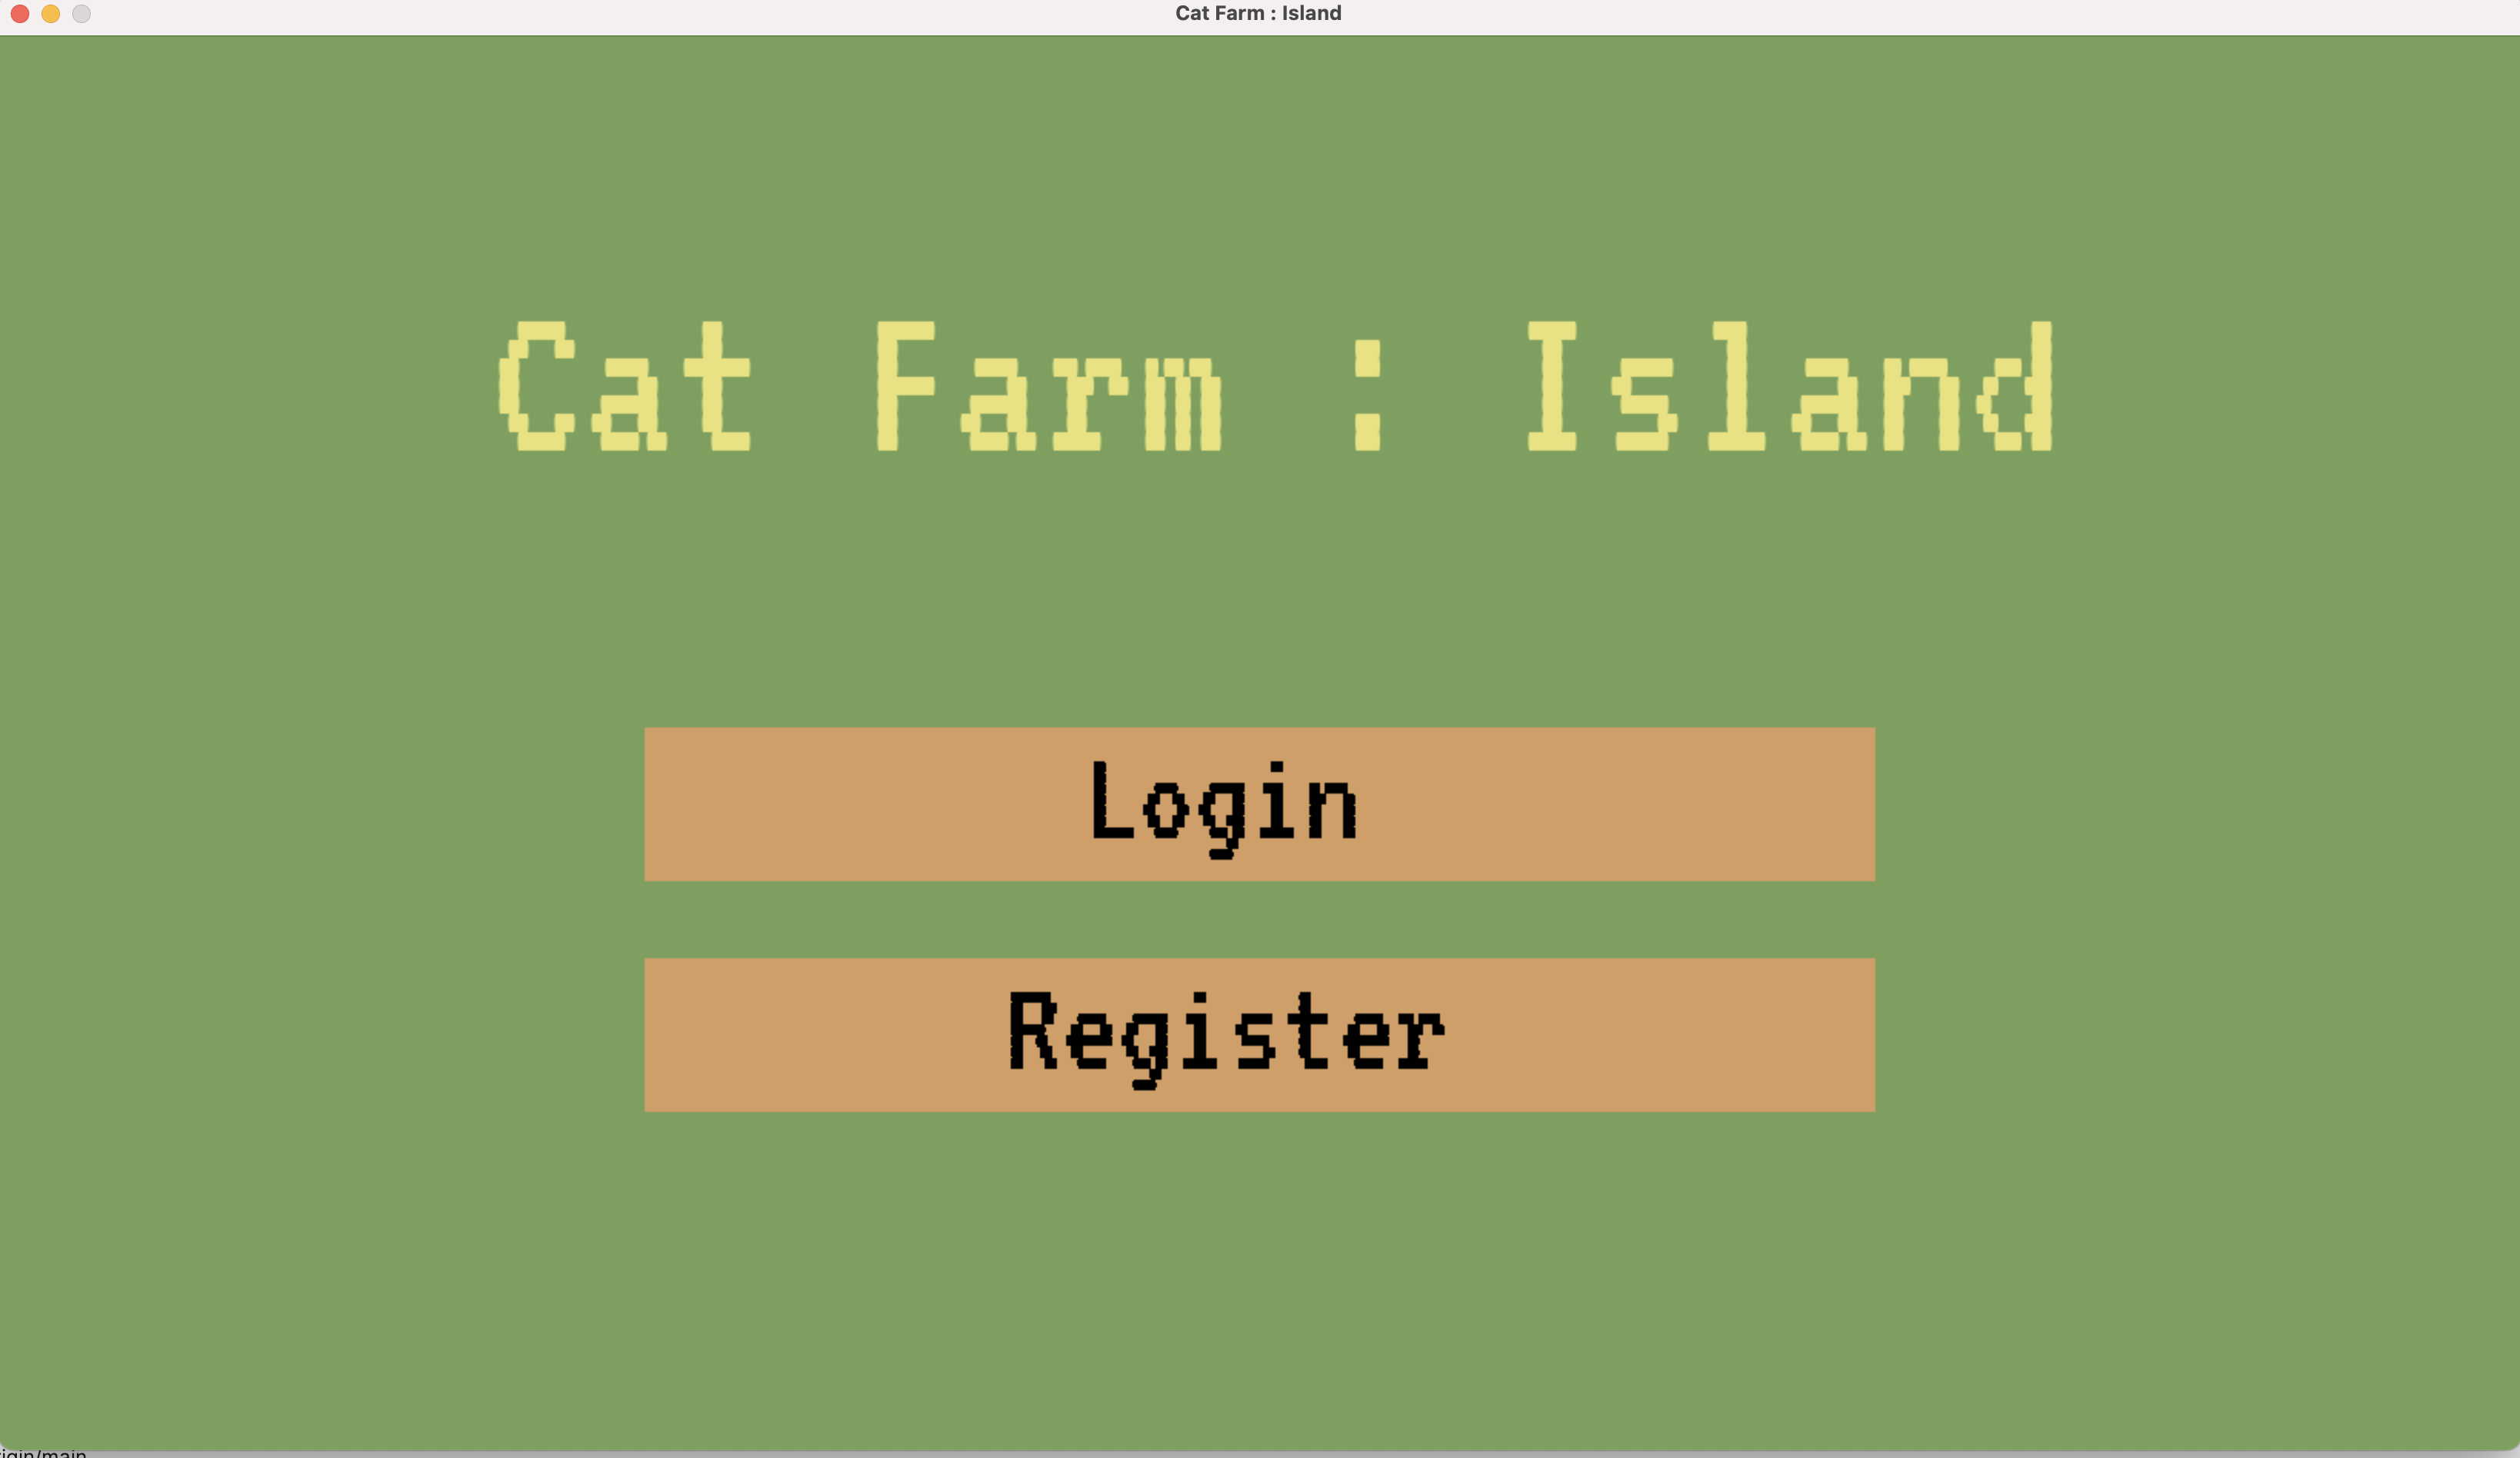 Cat Farm : Island
Cat Farm : Island
Login
Register